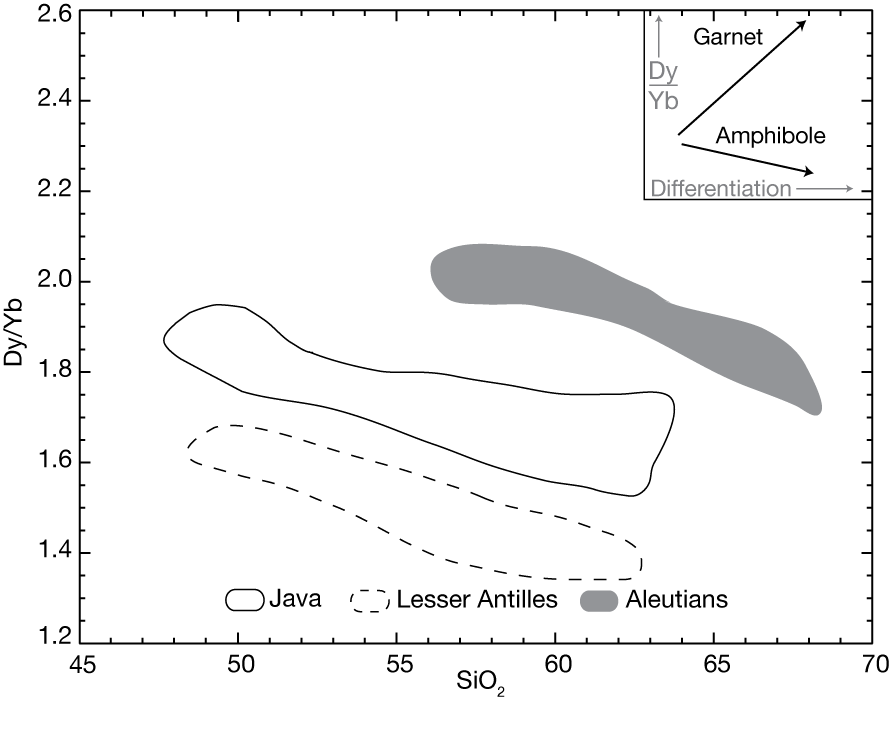 2.6
2.4
2.2
2.0
1.8
1.6
1.4
1.2
Dy/Yb
Garnet
Dy
Yb
Amphibole
Differentiation
Java
Lesser Antilles
Aleutians
45 50 55 60 65 70
SiO₂